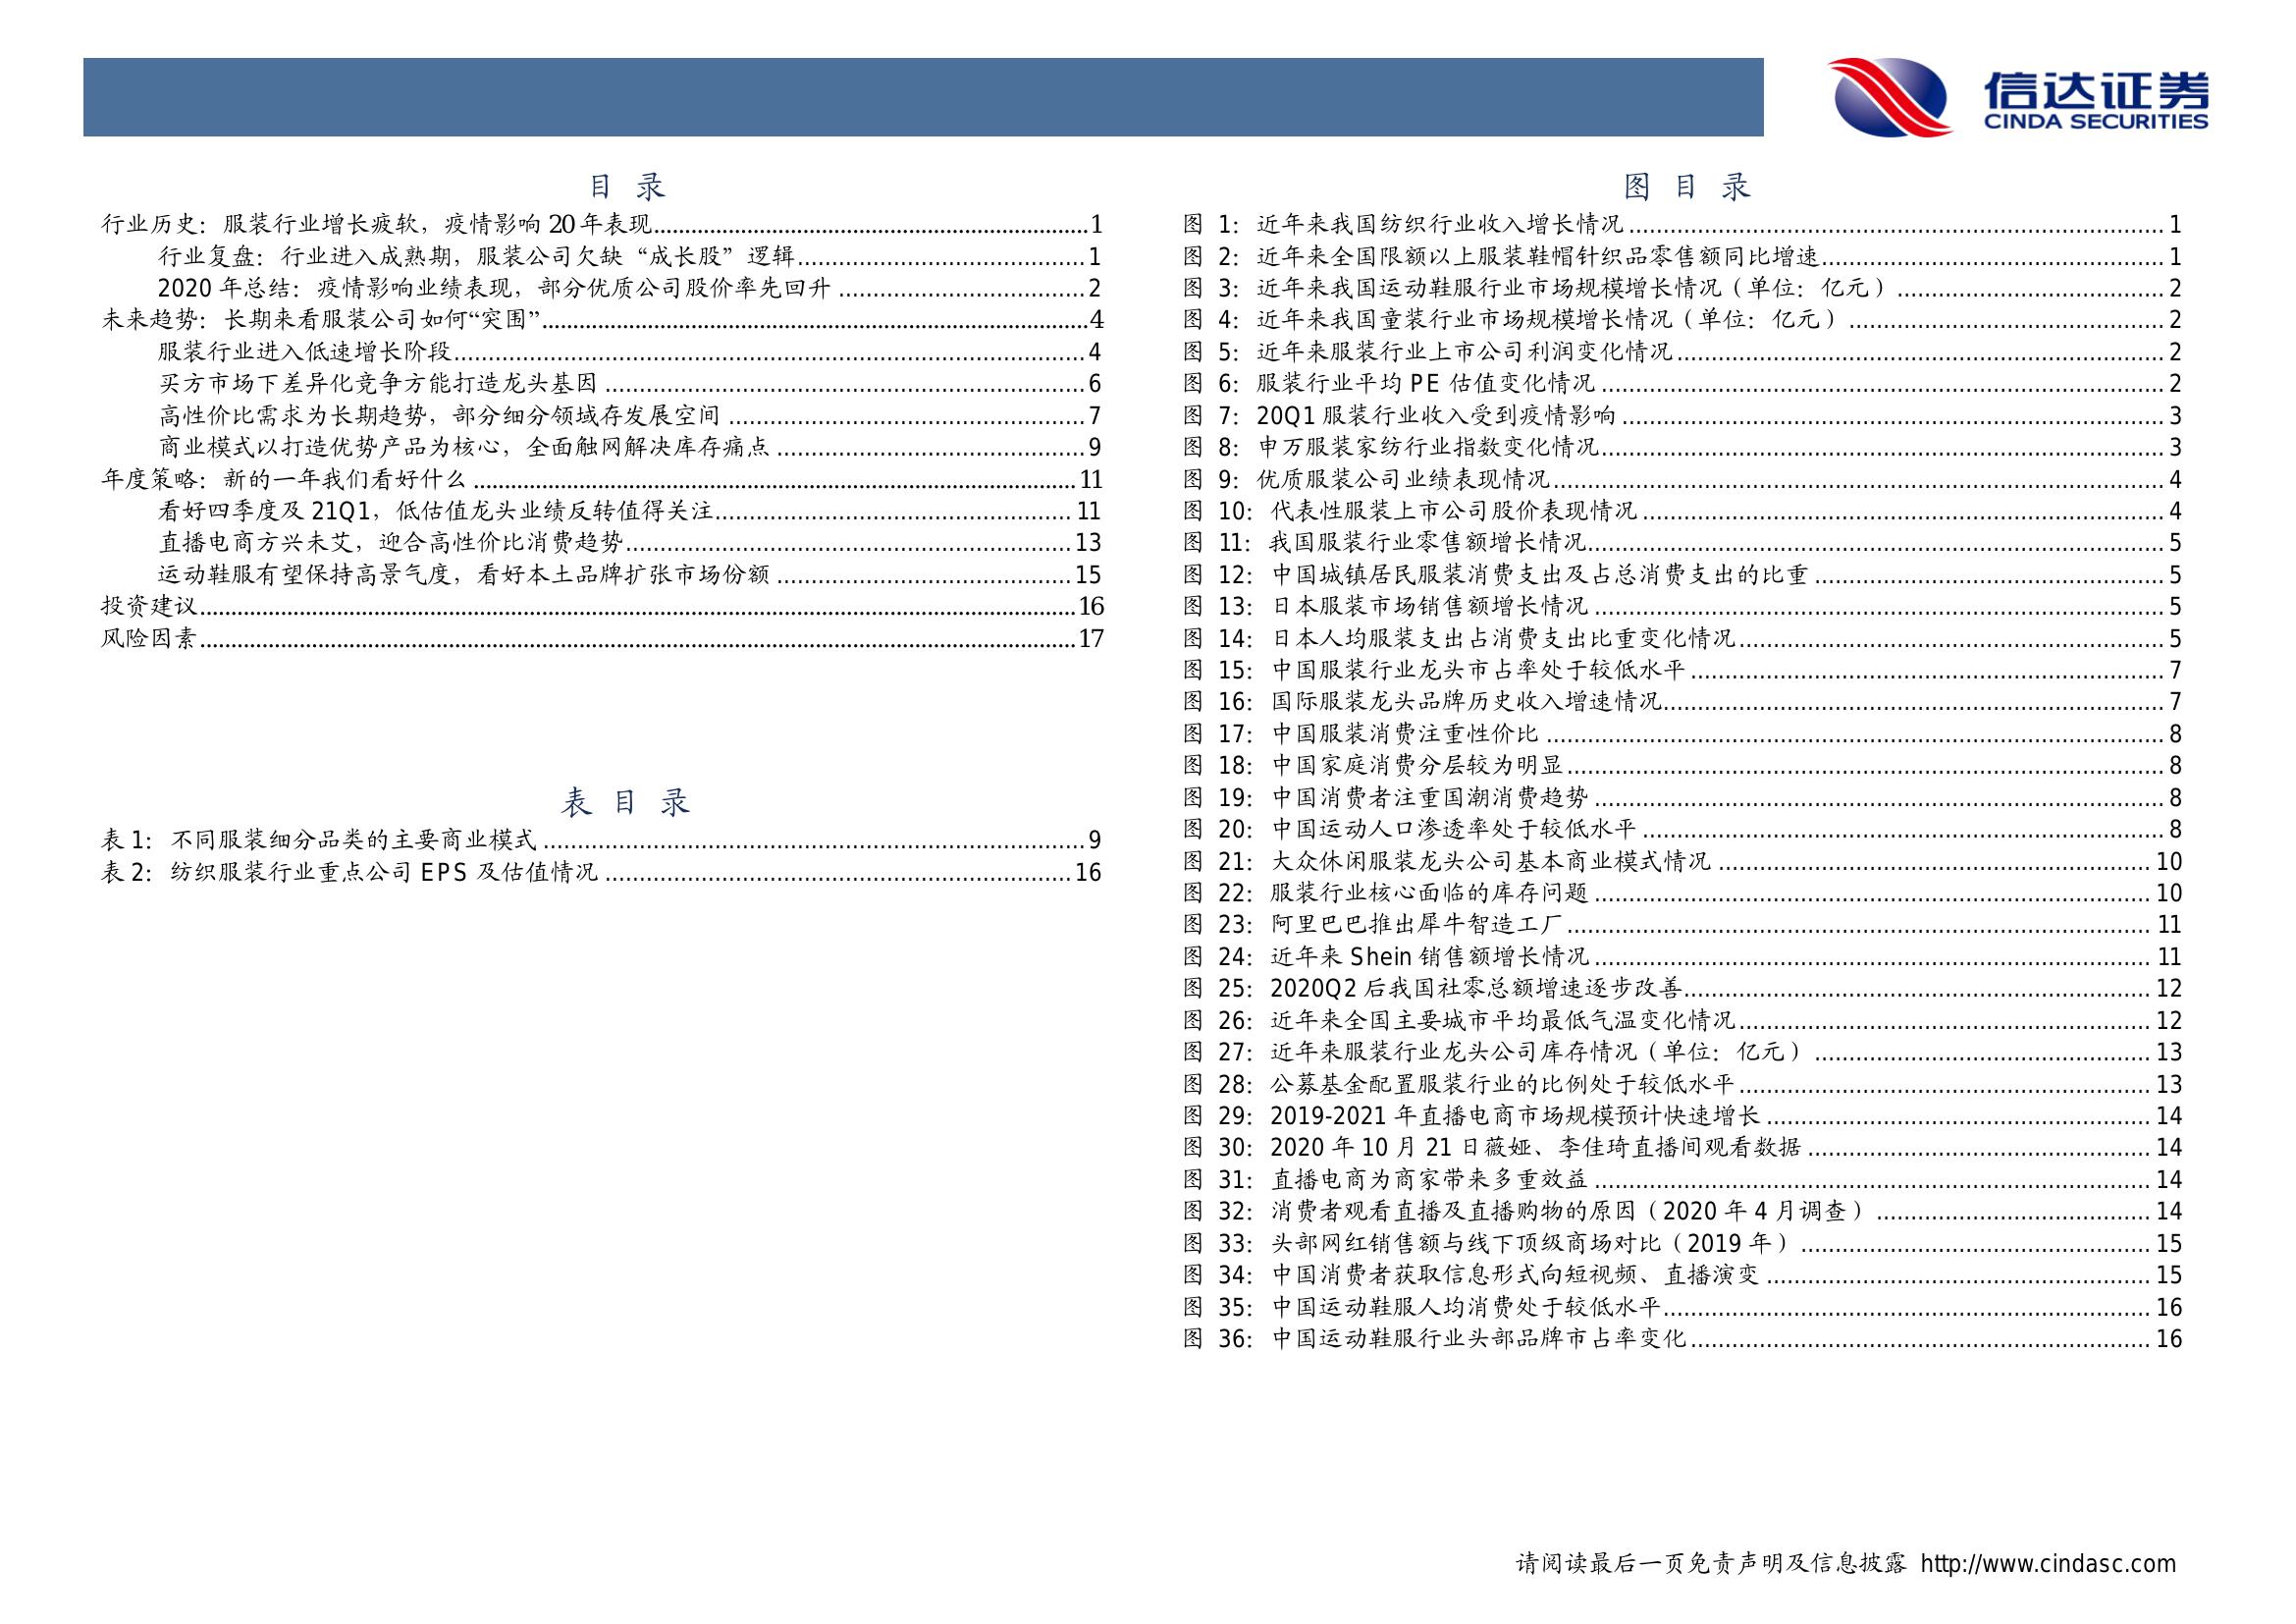 信达证券
CINDA SECURITIES
目 录
行业历史：服装行业增长疲软，疫情影响 20 年表现 1
行业复盘：行业进入成熟期，服装公司欠缺“成长股”逻辑 1
2020 年总结：疫情影响业绩表现，部分优质公司股价率先回升 2
未来趋势：长期来看服装公司如何“突围” 4
服装行业进入低速增长阶段 4
买方市场下差异化竞争方能打造龙头基因 6
高性价比需求为长期趋势，部分细分领域存发展空间 7
商业模式以打造优势产品为核心，全面触网解决库存痛点 9
年度策略：新的一年我们看好什么 11
看好四季度及 21Q1，低估值龙头业绩反转值得关注 11
直播电商方兴未艾，迎合高性价比消费趋势 13
运动鞋服有望保持高景气度，看好本土品牌扩张市场份额 15
投资建议 16
风险因素 17
表 目 录
表 1：不同服装细分品类的主要商业模式 9
表 2：纺织服装行业重点公司 EPS 及估值情况 16
图 目 录
图 1：近年来我国纺织行业收入增长情况 1
图 2：近年来全国限额以上服装鞋帽针织品零售额同比增速 1
图 3：近年来我国运动鞋服行业市场规模增长情况（单位：亿元） 2
图 4：近年来我国童装行业市场规模增长情况（单位：亿元） 2
图 5：近年来服装行业上市公司利润变化情况 2
图 6：服装行业平均 PE 估值变化情况 2
图 7：20Q1 服装行业收入受到疫情影响 3
图 8：申万服装家纺行业指数变化情况 3
图 9：优质服装公司业绩表现情况 4
图 10：代表性服装上市公司股价表现情况 4
图 11：我国服装行业零售额增长情况 5
图 12：中国城镇居民服装消费支出及占总消费支出的比重 5
图 13：日本服装市场销售额增长情况 5
图 14：日本人均服装支出占消费支出比重变化情况 5
图 15：中国服装行业龙头市占率处于较低水平 7
图 16：国际服装龙头品牌历史收入增速情况 7
图 17：中国服装消费注重性价比 8
图 18：中国家庭消费分层较为明显 8
图 19：中国消费者注重国潮消费趋势 8
图 20：中国运动人口渗透率处于较低水平 8
图 21：大众休闲服装龙头公司基本商业模式情况 10
图 22：服装行业核心面临的库存问题 10
图 23：阿里巴巴推出犀牛智造工厂 11
图 24：近年来 Shein 销售额增长情况 11
图 25：2020Q2 后我国社零总额增速逐步改善 12
图 26：近年来全国主要城市平均最低气温变化情况 12
图 27：近年来服装行业龙头公司库存情况（单位：亿元） 13
图 28：公募基金配置服装行业的比例处于较低水平 13
图 29：2019-2021 年直播电商市场规模预计快速增长 14
图 30：2020 年 10 月 21 日薇娅、李佳琦直播间观看数据 14
图 31：直播电商为商家带来多重效益 14
图 32：消费者观看直播及直播购物的原因（2020 年 4 月调查） 14
图 33：头部网红销售额与线下顶级商场对比（2019 年） 15
图 34：中国消费者获取信息形式向短视频、直播演变 15
图 35：中国运动鞋服人均消费处于较低水平 16
图 36：中国运动鞋服行业头部品牌市占率变化 16
请阅读最后一页免责声明及信息披露 http://www.cindasc.com